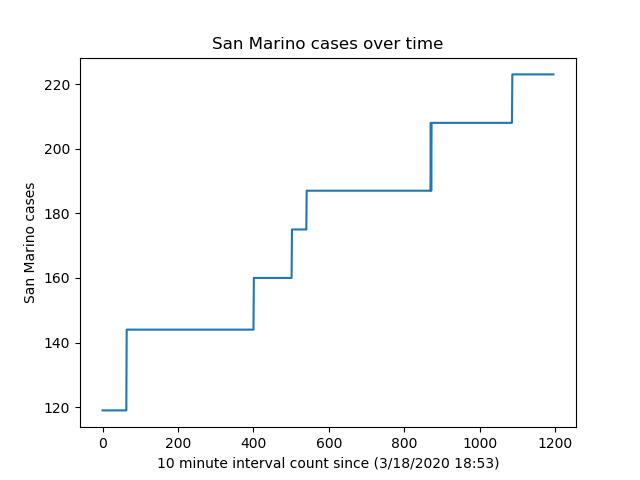 San Marino cases over time
220
200
180
160
140
120
San Marino cases
0 200 400 600 800 1000 1200
10 minute interval count since (3/18/2020 18:53)